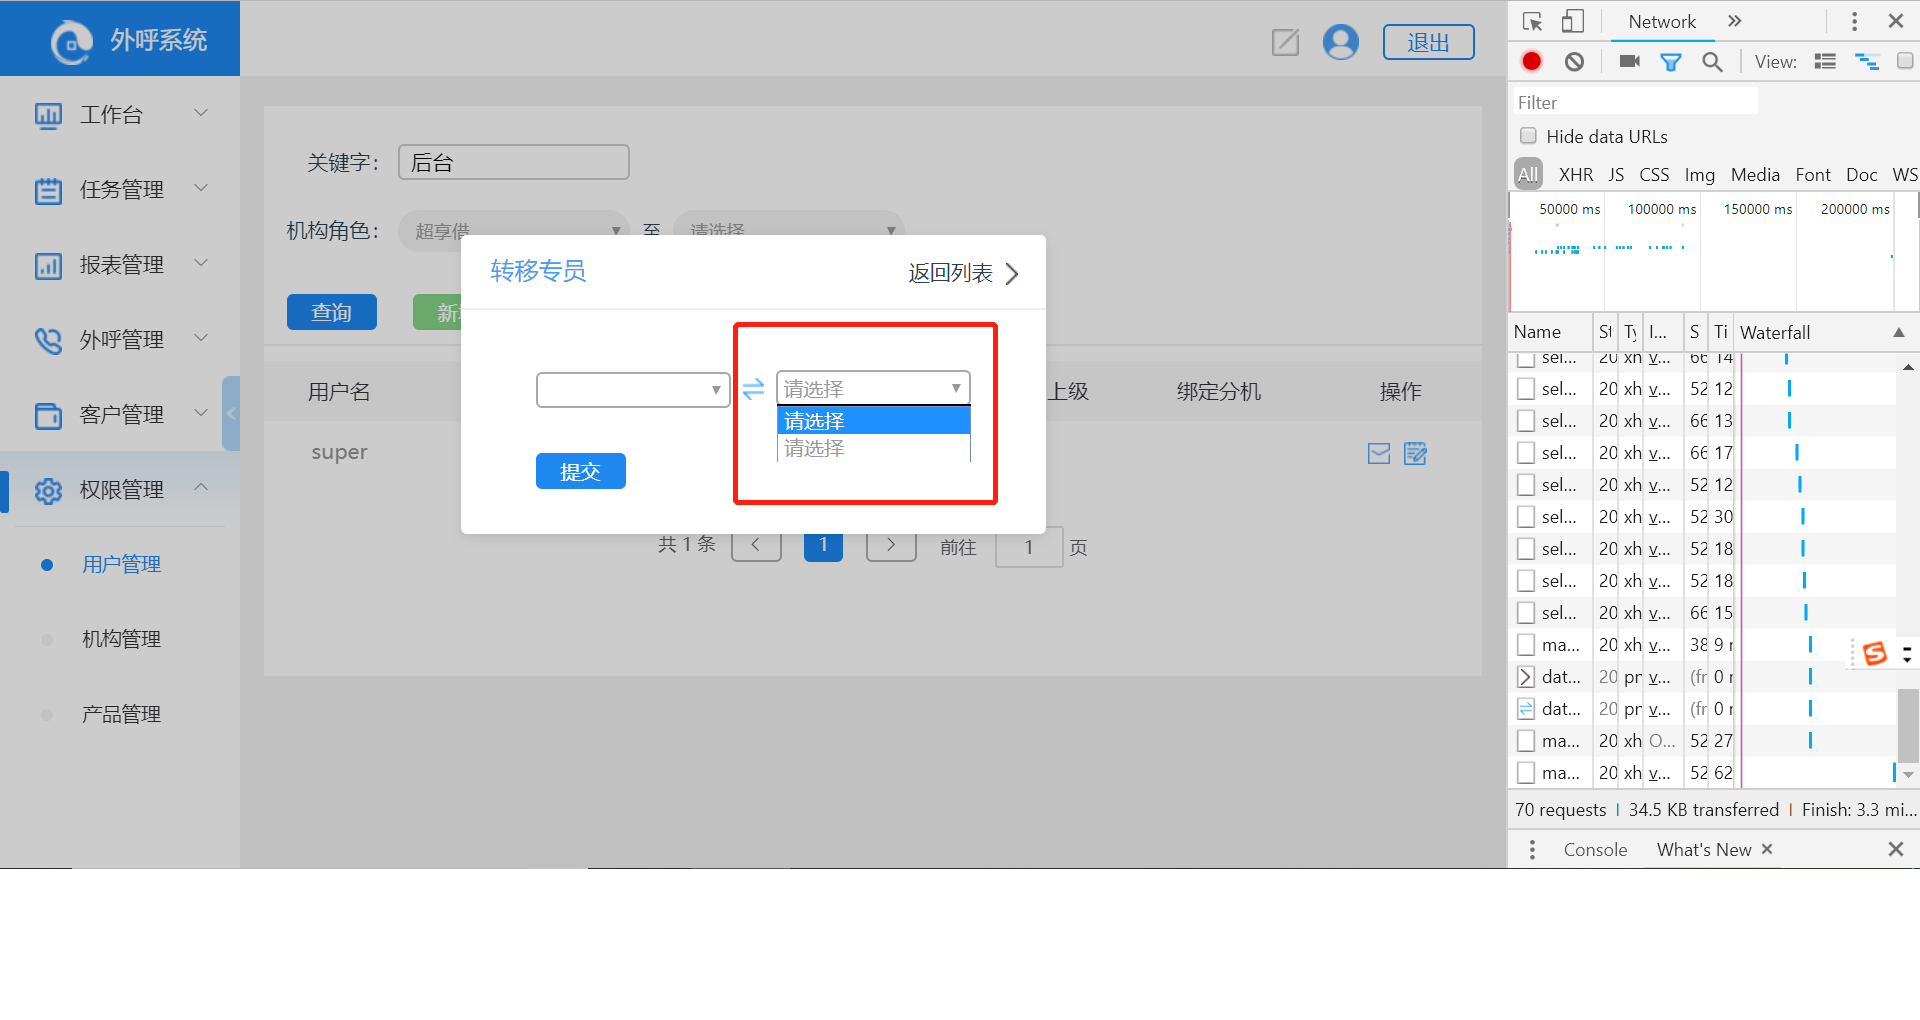 外呼系统
退出
工作台
任务管理
报表管理
外呼管理
客户管理
权限管理
用户管理
机构管理
产品管理
关键字：
后台
机构角色：
超享借
至
请选择
查询
转移专员
返回列表
请选择
请选择
请选择
提交
用户名
上级
绑定分机
操作
super
共 1 条
1
前往
1
页
Network
View:
Filter
Hide data URLs
All XHR JS CSS Img Media Font Doc WS
50000 ms 100000 ms 150000 ms 200000 ms
Name St Ty I... S Ti Waterfall
sel... 20 xh v... 66 14
sel... 20 xh v... 52 12
sel... 20 xh v... 66 13
sel... 20 xh v... 66 17
sel... 20 xh v... 52 12
sel... 20 xh v... 52 30
sel... 20 xh v... 52 18
sel... 20 xh v... 52 18
sel... 20 xh v... 66 15
ma... 20 xh v... 38 9
dat... 20 pn v... (fr 0
dat... 20 pn v... (fr 0
ma... 20 xh O... 52 27
ma... 20 xh v... 52 62
70 requests | 34.5 KB transferred | Finish: 3.3 mi...
Console What's New